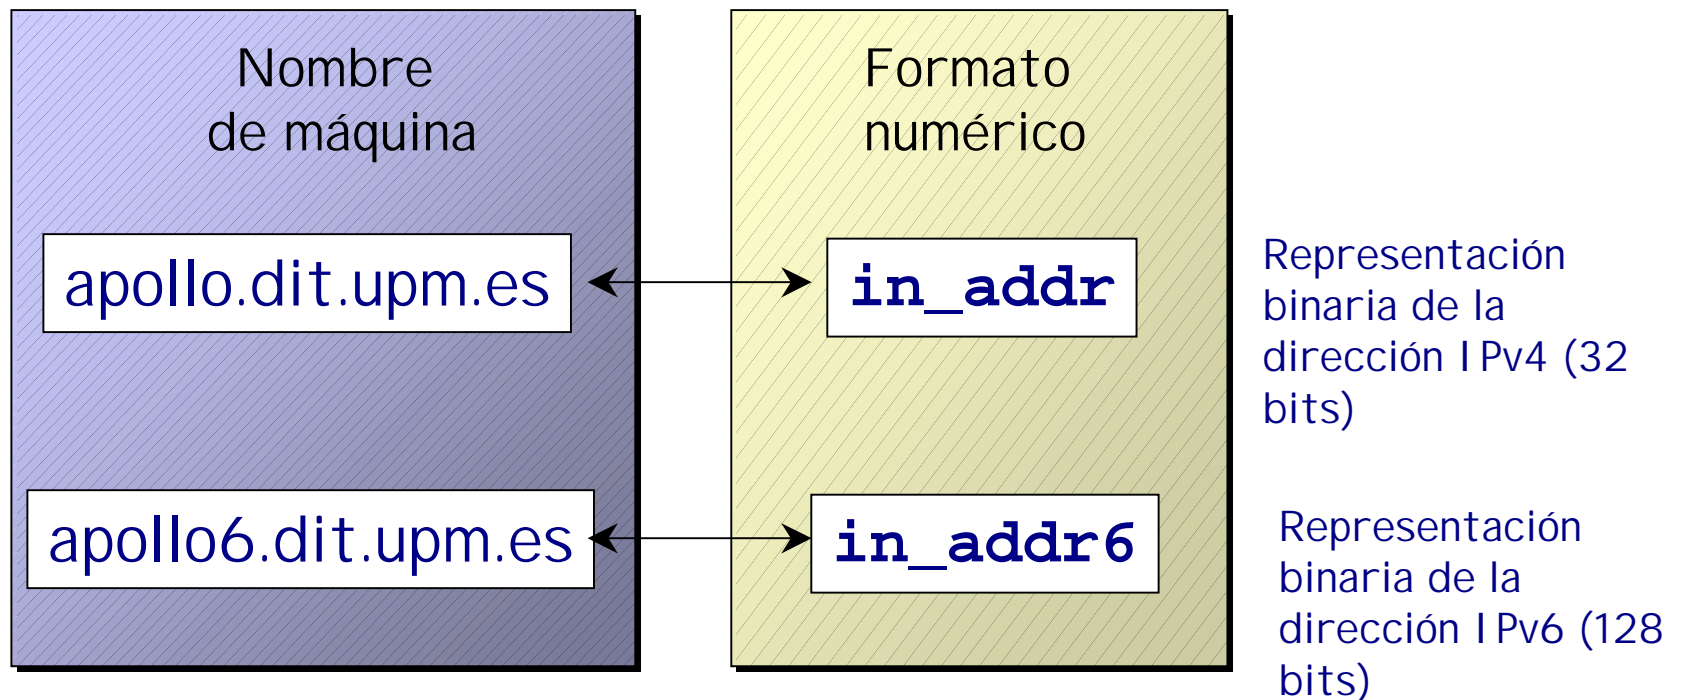 Nombre
de máquina
apollo.dit.upm.es
apollo6.dit.upm.es
Formato
numérico
in_addr
in_addr6
Representación
binaria de la
dirección IPv4 (32
bits)
Representación
binaria de la
dirección IPv6 (128
bits)